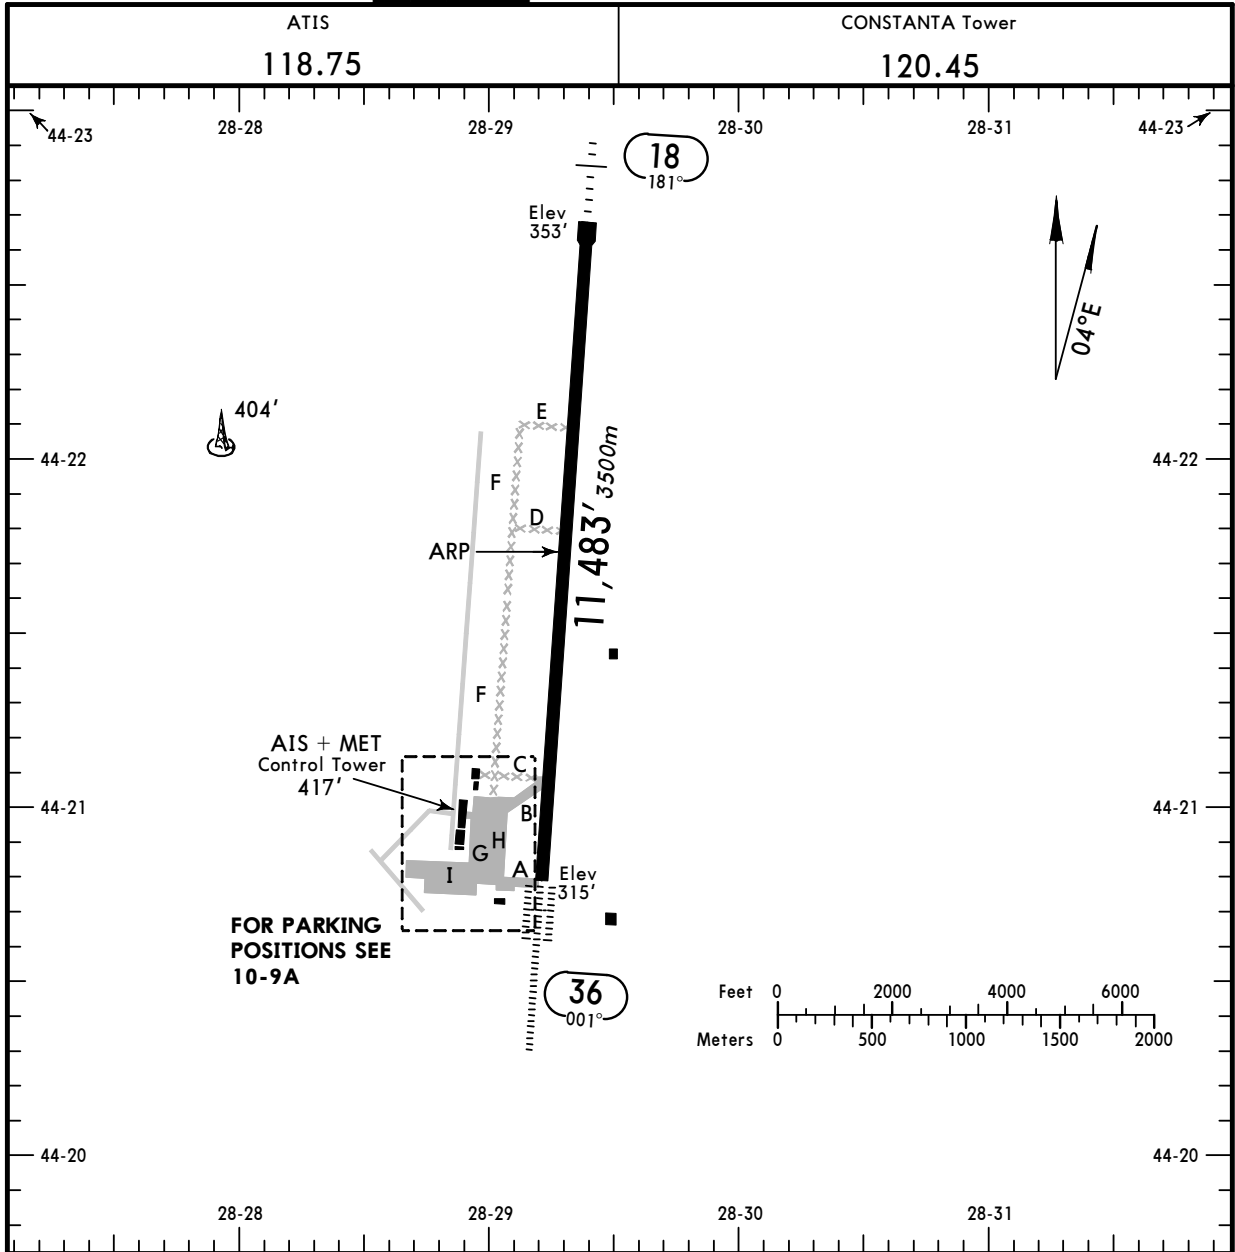 ATIS
118.75
CONSTANTA Tower
120.45
28-28
28-29
28-30
28-31
44-23
44-23
18
181°
Elev
353'
04°E
404'
E
44-22
44-22
F
D
11,483' 3500m
ARP
F
AIS + MET
Control Tower
417'
C
44-21
44-21
B
H
G
A
I
Elev
315'
FOR PARKING
POSITIONS SEE
10-9A
36
001°
Feet 0 2000 4000 6000
Meters 0 500 1000 1500 2000
44-20
44-20
28-28
28-29
28-30
28-31